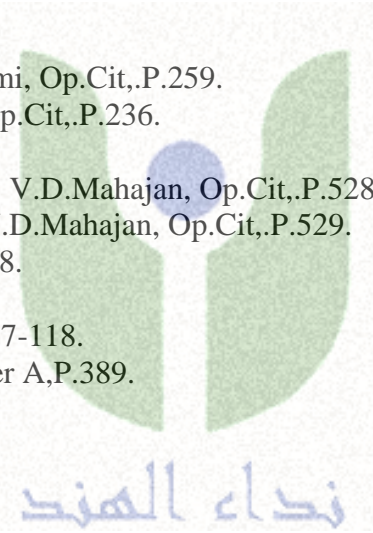 mi, Op.Cit,.P.259.
p.Cit,.P.236.
V.D.Mahajan, Op.Cit,.P.528
.D.Mahajan, Op.Cit,.P.529.
8.
7-118.
er A,P.389.
نداء الهند